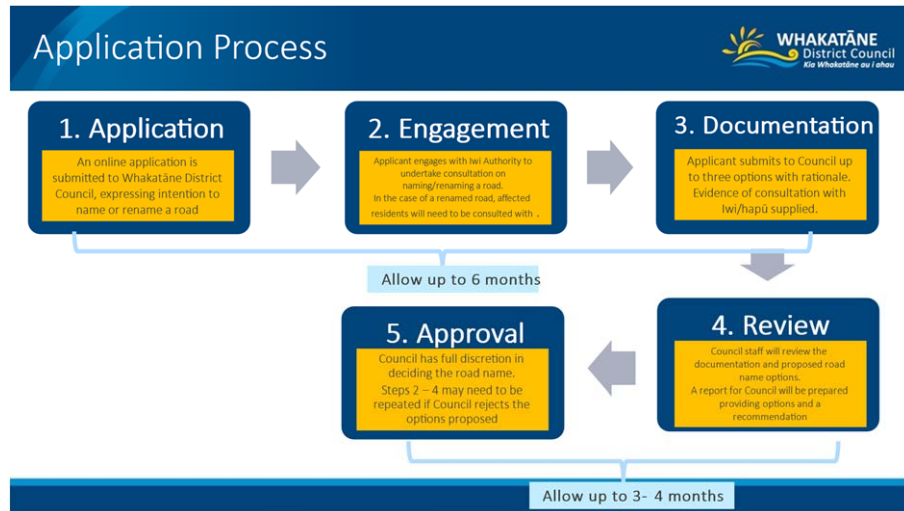 Application Process
WHAKATĀNE
District Council
Kia Whakatāne au i ahau
1. Application
An online application is
submitted to Whakatāne District
Council, expressing intention to
name or rename a road
2. Engagement
Applicant engages with Iwi Authority to
undertake consultation on
naming/renaming a road.
In the case of a renamed road, affected
residents will need to be consulted with .
3. Documentation
Applicant submits to Council up
to three options with rationale.
Evidence of consultation with
Iwi/hapū supplied.
Allow up to 6 months
4. Review
Council staff will review the
documentation and proposed road
name options.
A report for Council will be prepared
providing options and a
recommendation
5. Approval
Council has full discretion in
deciding the road name.
Steps 2 – 4 may need to be
repeated if Council rejects the
options proposed
Allow up to 3- 4 months